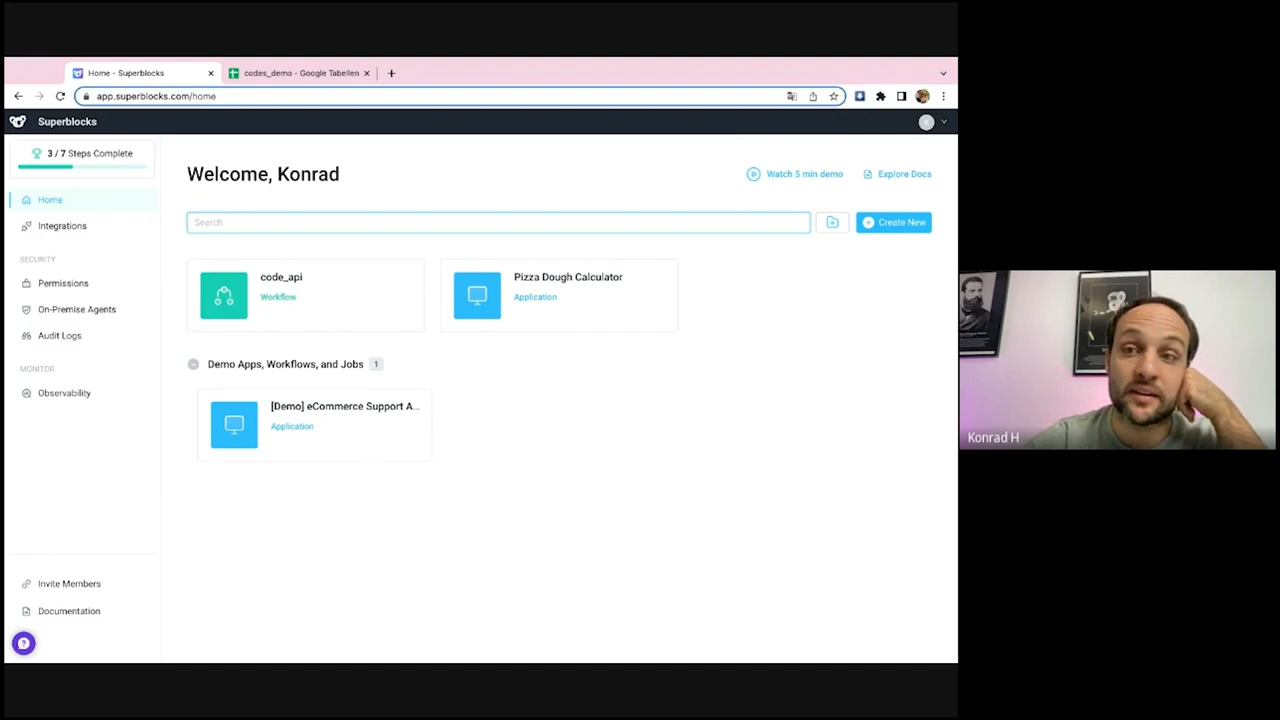 Home - Superblocks
codes_demo - Google Tabellen
app.superblocks.com/home
Superblocks
K
3 / 7 Steps Complete
Home
Integrations
SECURITY
Permissions
On-Premise Agents
Audit Logs
MONITOR
Observability
Invite Members
Documentation
Welcome, Konrad
Watch 5 min demo
Explore Docs
Search
Create New
code_api
Workflow
Pizza Dough Calculator
Application
Demo Apps, Workflows, and Jobs 1
[Demo] eCommerce Support A...
Application
Konrad H